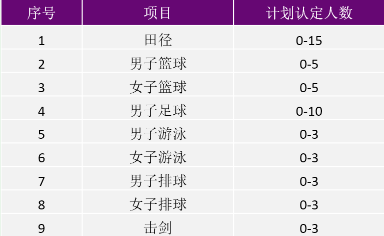 序号 项目 计划认定人数
1 田径 0-15
2 男子篮球 0-5
3 女子篮球 0-5
4 男子足球 0-10
5 男子游泳 0-3
6 女子游泳 0-3
7 男子排球 0-3
8 女子排球 0-3
9 击剑 0-3